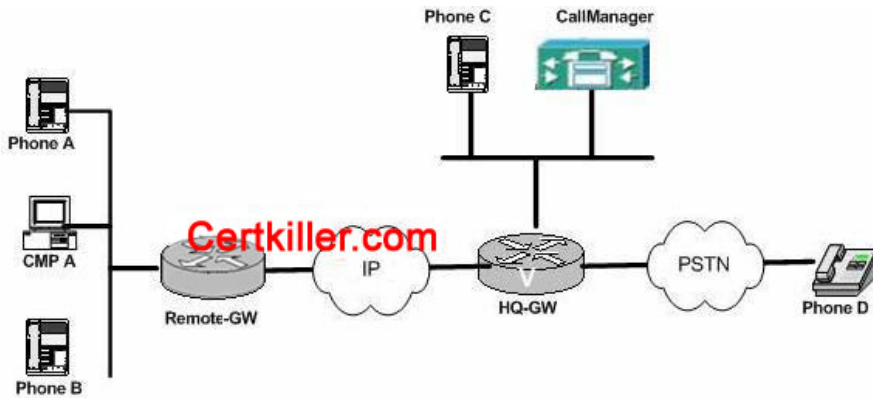 Phone C
CallManager
Phone A
CMP A
Certkiller.com
Remote-GW
IP
V
HQ-GW
PSTN
Phone D
Phone B